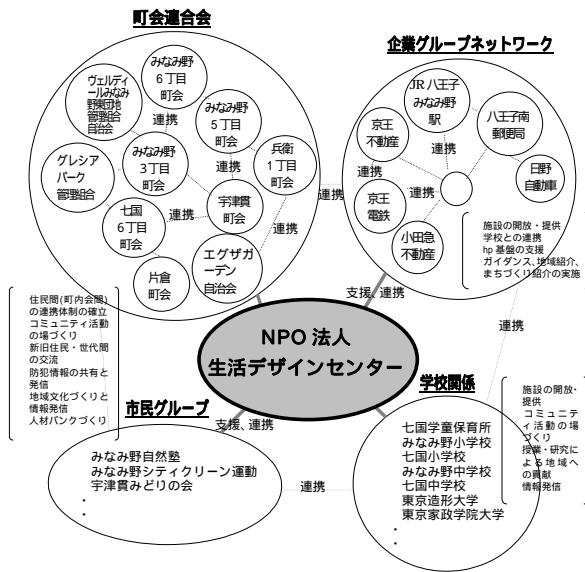 町会連合会
ヴェルディ
ールみなみ
野東団地
管理組合
自治会
みなみ野
6丁目
町会
みなみ野
5丁目
町会
連携
兵衛
1丁目
町会
連携
グレシア
パーク
管理組合
みなみ野
3丁目
町会
七国
6丁目
町会
連携
宇津貫
町会
連携
片倉
町会
エグザガ
ーデン
自治会
企業グループネットワーク
JR八王子
みなみ野
駅
京王
不動産
八王子南
郵便局
連携
連携
日野
自動車
連携
京王
電鉄
小田急
不動産
連携
施設の開放・提供
学校との連携
hp基盤の支援
ガイダンス、地域紹介、
まちづくり紹介の実施
支援、連携
連携
住民間(町内会間)
の連携体制の確立
コミュニティ活動
の場づくり
新旧住民・世代間
の交流
防犯情報の共有と
発信
地域文化づくりと
情報発信
人材バンクづくり
NPO法人
生活デザインセンター
市民グループ
支援、連携
みなみ野自然塾
みなみ野シティクリーン運動
宇津貫みどりの会
・
・
連携
学校関係
七国学童保育所
みなみ野小学校
七国小学校
みなみ野中学校
七国中学校
東京造形大学
東京家政学院大学
・
・
施設の開放・
提供
コミュニテ
ィ活動の場
づくり
授業・研究に
よる地域へ
の貢献
情報発信